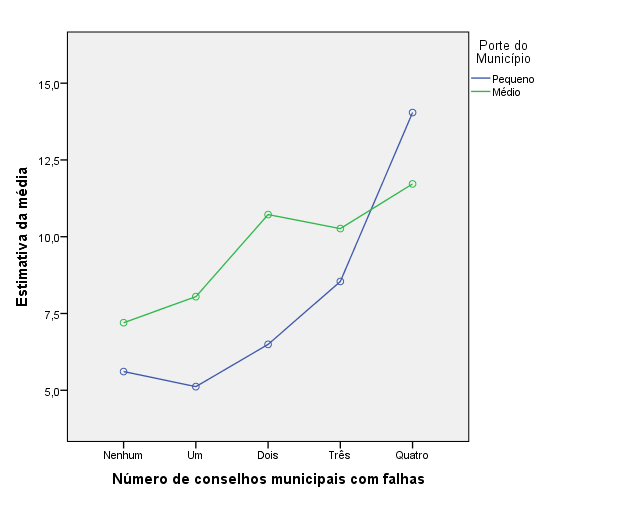 Porte do
Município
Pequeno
Médio
Estimativa da média
15,0
12,5
10,0
7,5
5,0
Nenhum
Um
Dois
Três
Quatro
Número de conselhos municipais com falhas